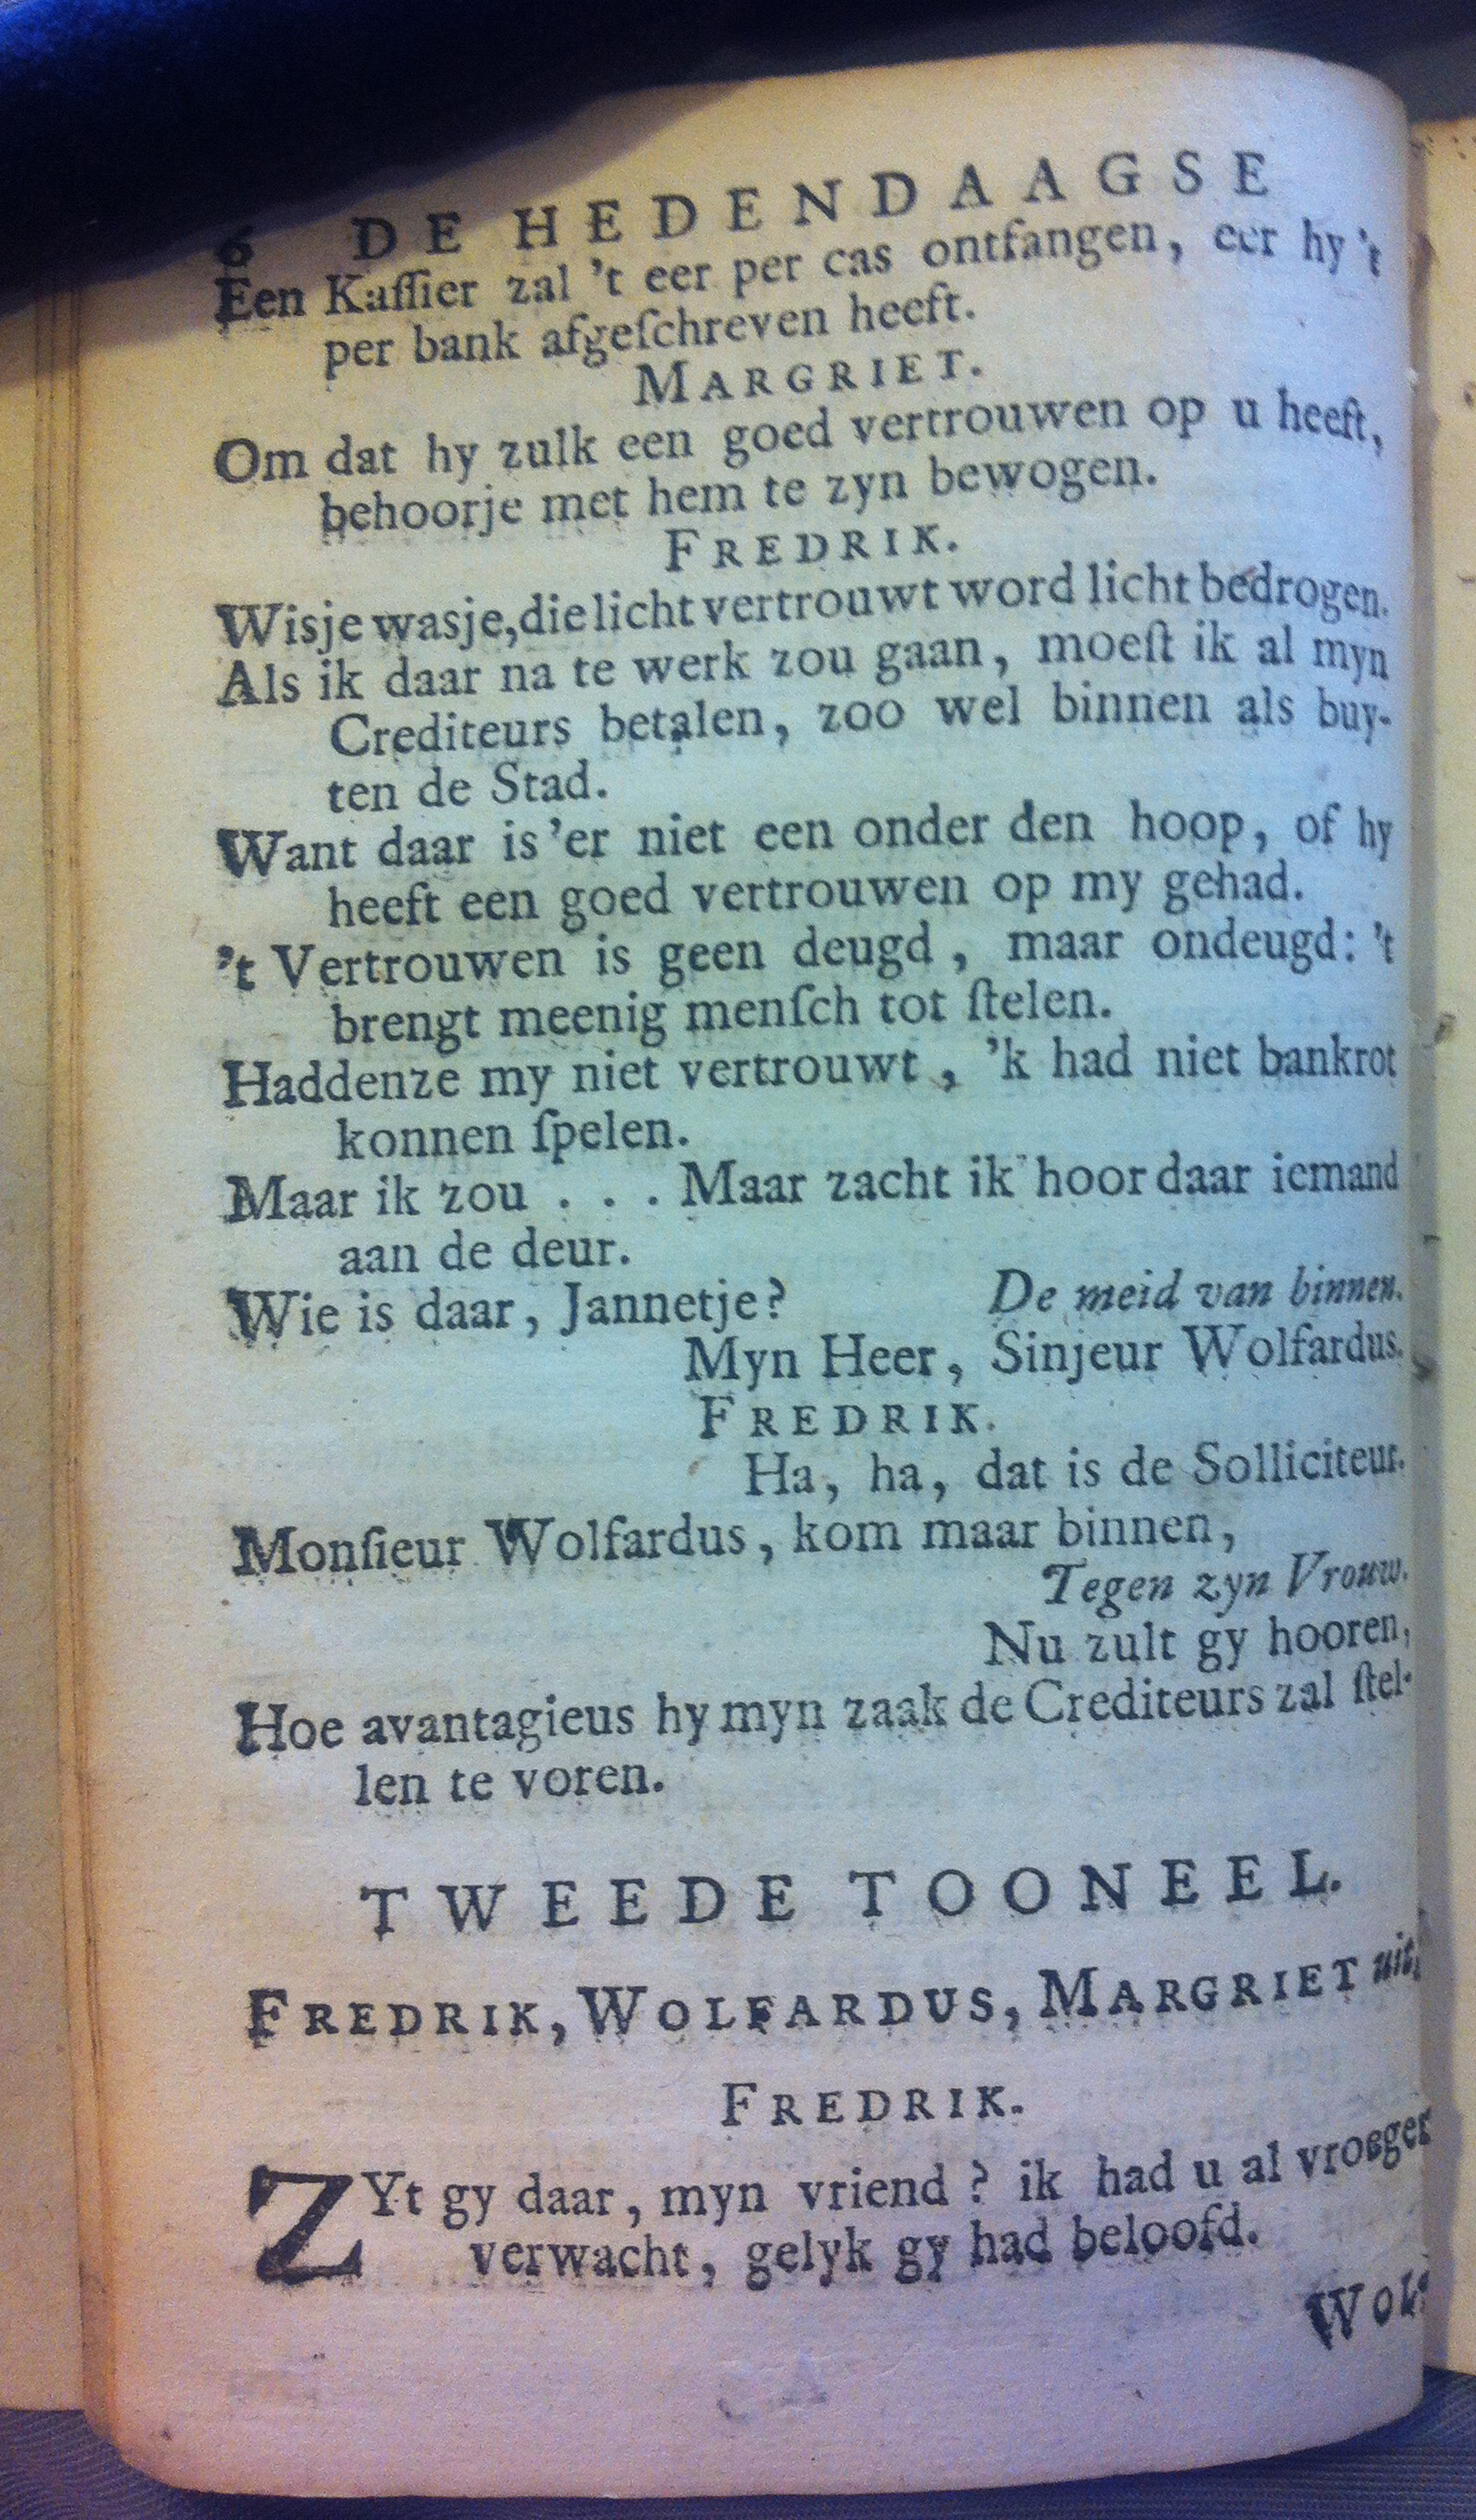 6 DE HEDENDAAGSE
Een Kaſſier zal 't eer per cas ontfangen, eer hy 't
per bank afgeſchreven heeft.
MARGRIET.
Om dat hy zulk een goed vertrouwen op u heeft,
behoorje met hem te zyn bewogen.
FREDRIK.
Wisje wasje, die licht vertrouwt word licht bedrogen.
Als ik daar na te werk zou gaan, moeſt ik al myn
Crediteurs betalen, zoo wel binnen als buy-
ten de Stad.
Want daar is 'er niet een onder den hoop, of hy
heeft een goed vertrouwen op my gehad.
't Vertrouwen is geen deugd, maar ondeugd: 't
brengt meenig menſch tot ſtelen.
Haddenze my niet vertrouwt, 'k had niet bankrot
konnen ſpelen.
Maar ik zou . . . Maar zacht ik hoor daar iemand
aan de deur.
Wie is daar, Jannetje? De meid van binnen.
Myn Heer, Sinjeur Wolfardus.
FREDRIK.
Ha, ha, dat is de Solliciteur.
Monſieur Wolfardus, kom maar binnen,
Tegen zyn Vrouw.
Nu zult gy hooren,
Hoe avantagieus hy myn zaak de Crediteurs zal ſtel-
len te voren.
TWEEDE TOONEEL.
FREDRIK, WOLFARDUS, MARGRIET uit.
FREDRIK.
ZYt gy daar, myn vriend? ik had u al vroeger
verwacht, gelyk gy had beloofd.
WOL-